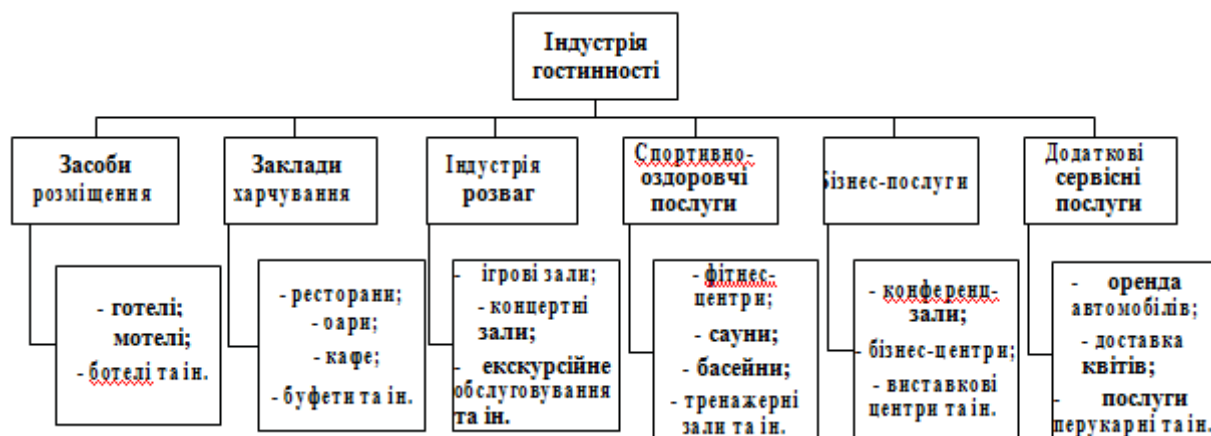 Індустрія
гостинності
Засоби
розміщення
Заклади
харчування
Індустрія
розваг
Спортивно-
оздоровчі
послуги
бізнес-послуги
Додаткові
сервісні
послуги
- готелі;
мотелі;
- ботелі та ін.
- ресторани;
- оари;
- кафе;
- буфети та ін.
- ігрові зали;
- концертні
зали;
- екскурсійне
обслуговування
та ін.
- фітнес-
центри;
- сауни;
- басейни;
- тренажерні
зали та ін.
- конференц-
зали;
- бізнес-центри;
- виставкові
центри та ін.
- оренда
автомобілів;
- доставка
квітів;
- послуги
перукарні та ін.